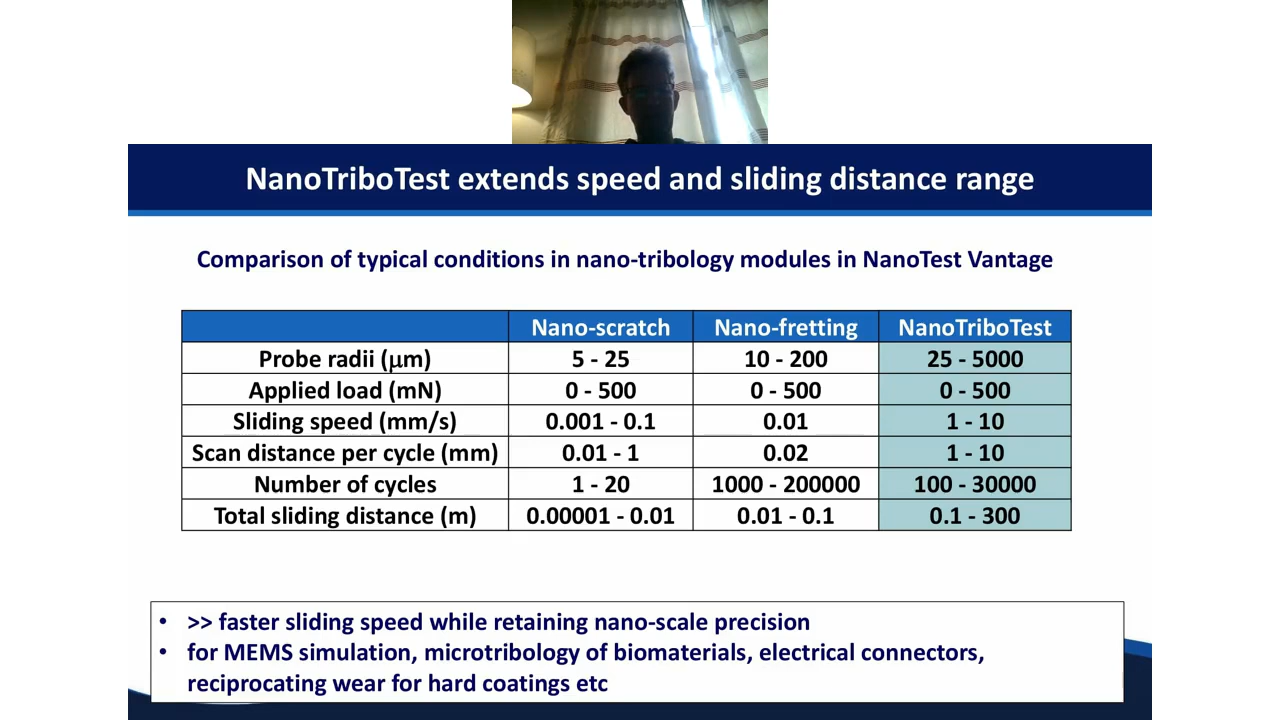 NanoTriboTest extends speed and sliding distance range
Comparison of typical conditions in nano-tribology modules in NanoTest Vantage
Nano-scratch Nano-fretting NanoTriboTest
Probe radii (μm) 5 - 25 10 - 200 25 - 5000
Applied load (mN) 0 - 500 0 - 500 0 - 500
Sliding speed (mm/s) 0.001 - 0.1 0.01 1 - 10
Scan distance per cycle (mm) 0.01 - 1 0.02 1 - 10
Number of cycles 1 - 20 1000 - 200000 100 - 30000
Total sliding distance (m) 0.00001 - 0.01 0.01 - 0.1 0.1 - 300
• >> faster sliding speed while retaining nano-scale precision
• for MEMS simulation, microtribology of biomaterials, electrical connectors,
reciprocating wear for hard coatings etc